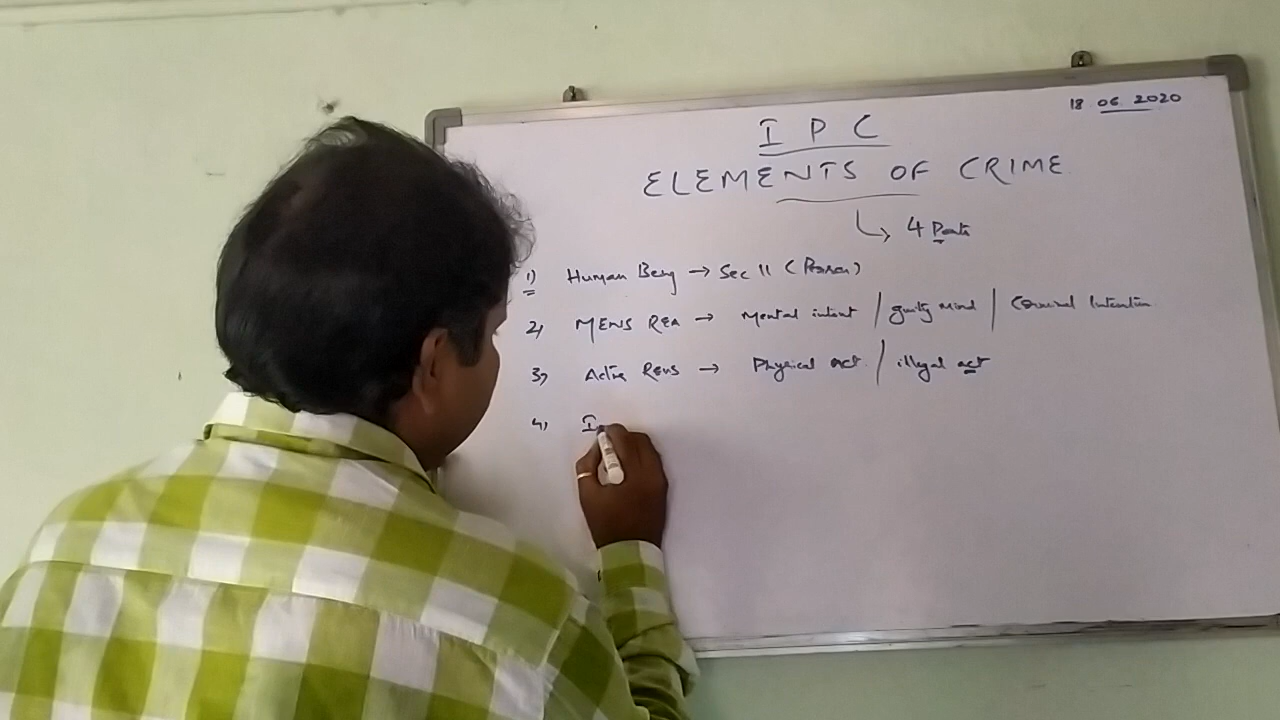 18 06 2020
I P C
ELEMENTS OF CRIME
↳ 4 Parts
1) Human Being → Sec 11 (Person)
2) MENS REA → Mental intent / guilty mind / Criminal Intention
3) Active Reus → Physical act / illegal act
4) I